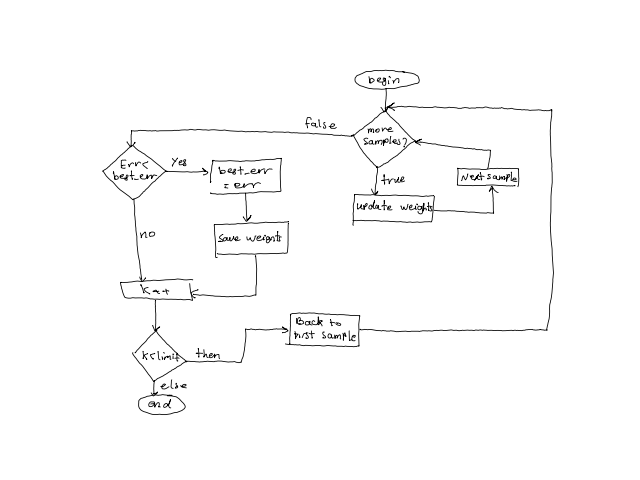 begin
false
more
samples?
Err<
best_err
Yes
best_err
= err
true
Next sample
update weights
save weights
no
K++
Back to
first sample
K<limit
then
else
end